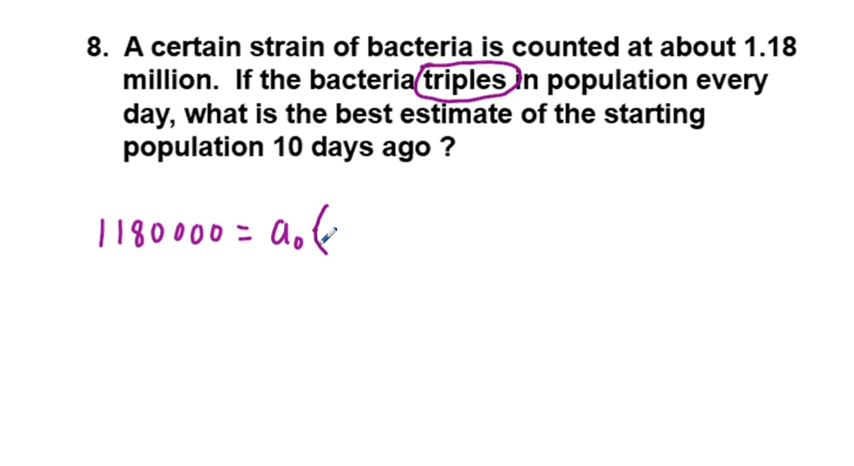 8. A certain strain of bacteria is counted at about 1.18
million. If the bacteria triples in population every
day, what is the best estimate of the starting
population 10 days ago ?
1180000 = a₀ (